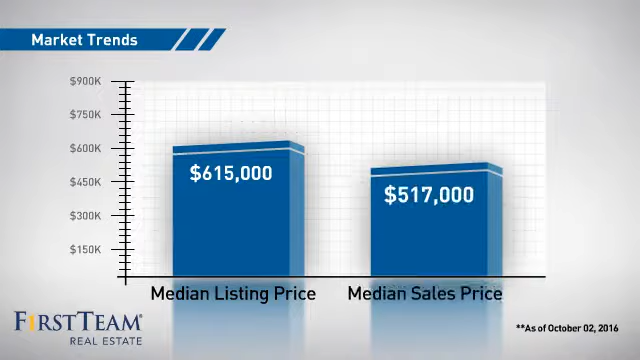 Market Trends
$900K
$750K
$600K
$450K
$300K
$150K
$615,000
$517,000
Median Listing Price
Median Sales Price
FIRSTTEAM®
REAL ESTATE
**As of October 02, 2016